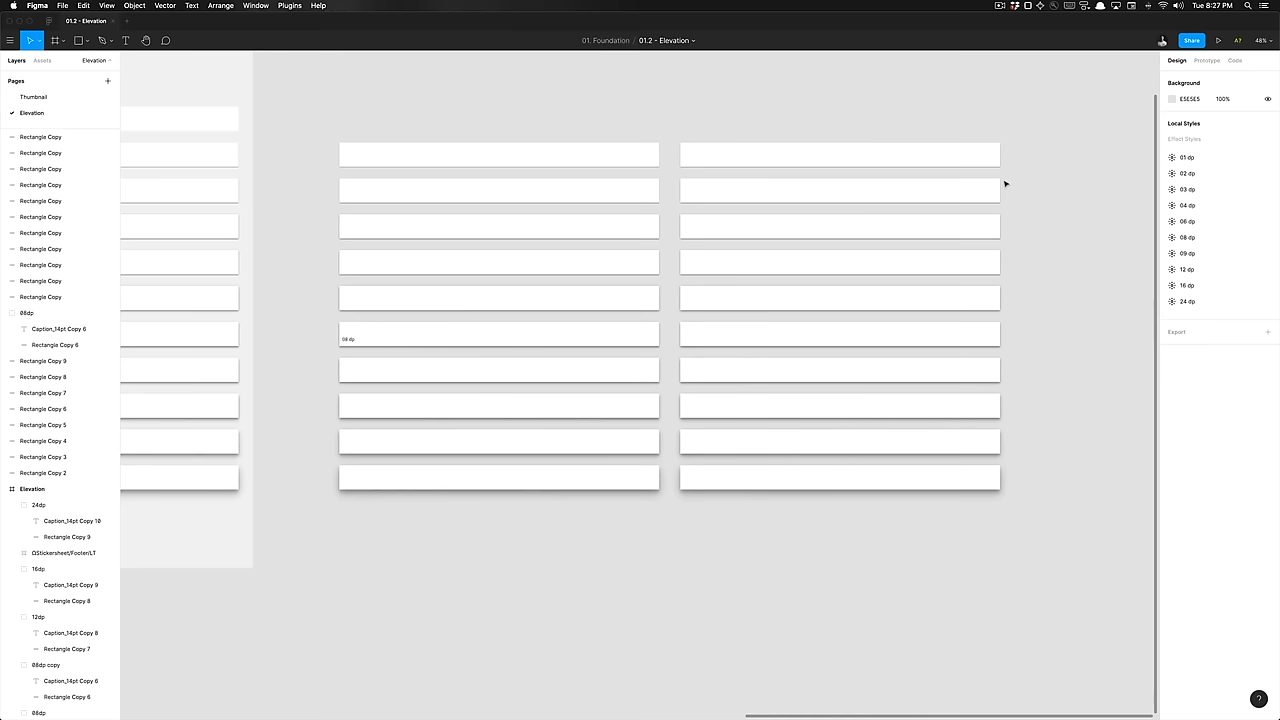 Figma File Edit View Object Vector Text Arrange Window Plugins Help
Tue 8:27 PM
01.2 - Elevation
01. Foundation / 01.2 - Elevation
Share
A?
48%
Layers Assets Elevation
Pages
Thumbnail
Elevation
Rectangle Copy
Rectangle Copy
Rectangle Copy
Rectangle Copy
Rectangle Copy
Rectangle Copy
Rectangle Copy
Rectangle Copy
Rectangle Copy
Rectangle Copy
Rectangle Copy
08dp
Caption_14pt Copy 6
Rectangle Copy 6
Rectangle Copy 9
Rectangle Copy 8
Rectangle Copy 7
Rectangle Copy 6
Rectangle Copy 5
Rectangle Copy 4
Rectangle Copy 3
Rectangle Copy 2
Elevation
24dp
Caption_14pt Copy 10
Rectangle Copy 9
ΩStickersheet/Footer/LT
16dp
Caption_14pt Copy 9
Rectangle Copy 8
12dp
Caption_14pt Copy 8
Rectangle Copy 7
08dp copy
Caption_14pt Copy 6
Rectangle Copy 6
08dp
08 dp
Design Prototype Code
Background
E5E5E5 100%
Local Styles
Effect Styles
01 dp
02 dp
03 dp
04 dp
06 dp
08 dp
09 dp
12 dp
16 dp
24 dp
Export
?